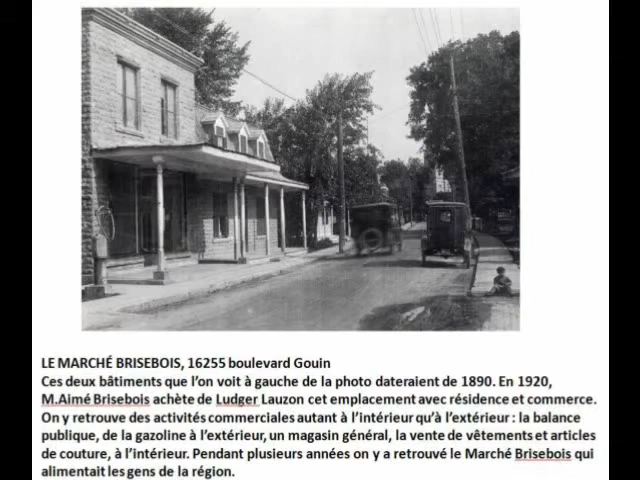 LE MARCHÉ BRISEBOIS, 16255 boulevard Gouin
Ces deux bâtiments que l'on voit à gauche de la photo dateraient de 1890. En 1920,
M.Aimé Brisebois achète de Ludger Lauzon cet emplacement avec résidence et commerce.
On y retrouve des activités commerciales autant à l'intérieur qu'à l'extérieur : la balance
publique, de la gazoline à l'extérieur, un magasin général, la vente de vêtements et articles
de couture, à l'intérieur. Pendant plusieurs années on y a retrouvé le Marché Brisebois qui
alimentait les gens de la région.